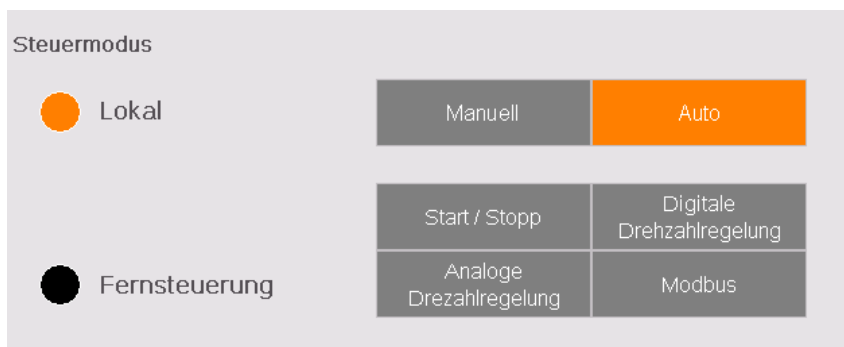 Steuermodus
Lokal
Manuell
Auto
Start / Stopp
Digitale
Drehzahlregelung
Fernsteuerung
Analoge
Drezahlregelung
Modbus